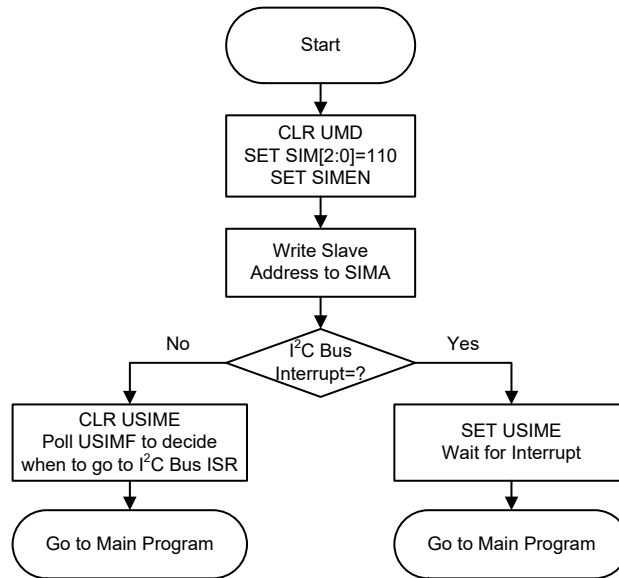 Start
CLR UMD
SET SIM[2:0]=110
SET SIMEN
Write Slave
Address to SIMA
No
I²C Bus
Interrupt=?
Yes
CLR USIME
Poll USIMF to decide
when to go to I²C Bus ISR
SET USIME
Wait for Interrupt
Go to Main Program
Go to Main Program